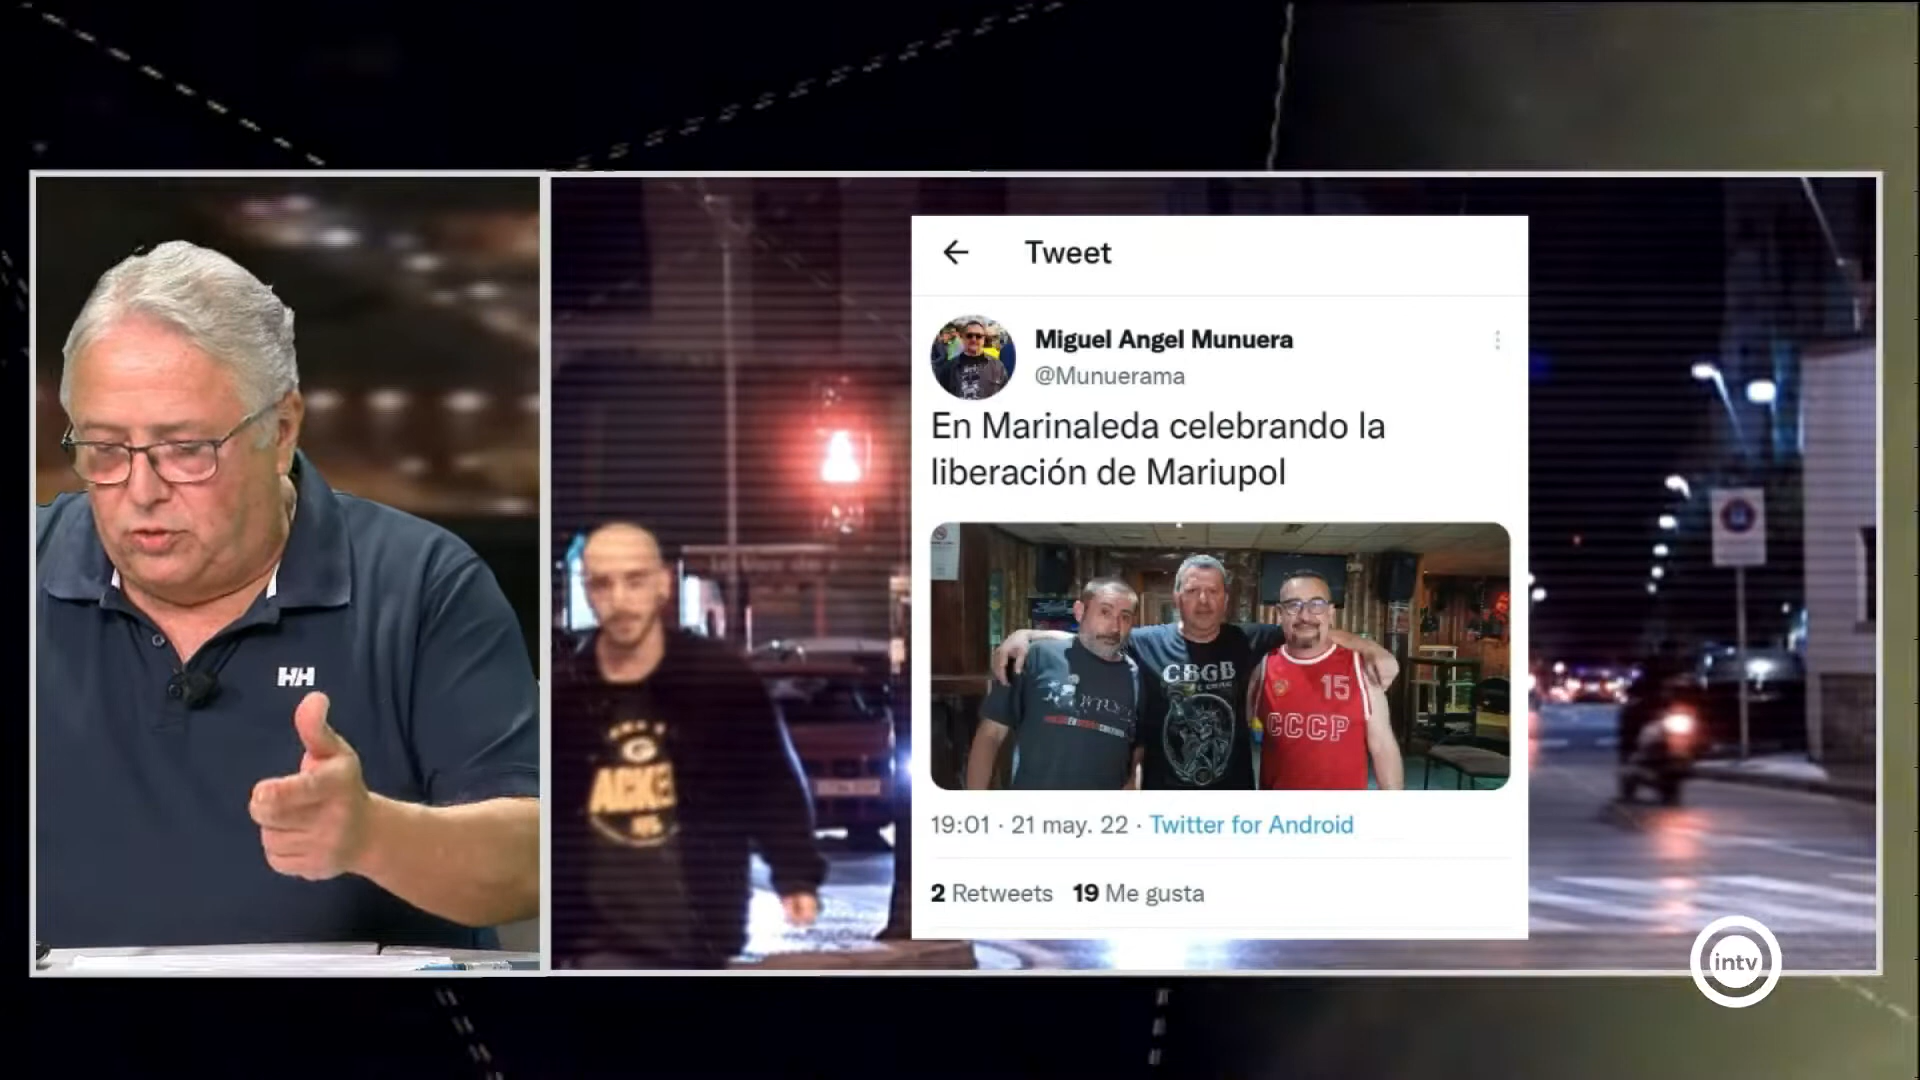 Tweet
Miguel Angel Munuera
@Munuerama
En Marinaleda celebrando la
liberación de Mariupol
CBGB
15
CCCP
19:01 · 21 may. 22 · Twitter for Android
2 Retweets 19 Me gusta
HH
G
ACKE
intv